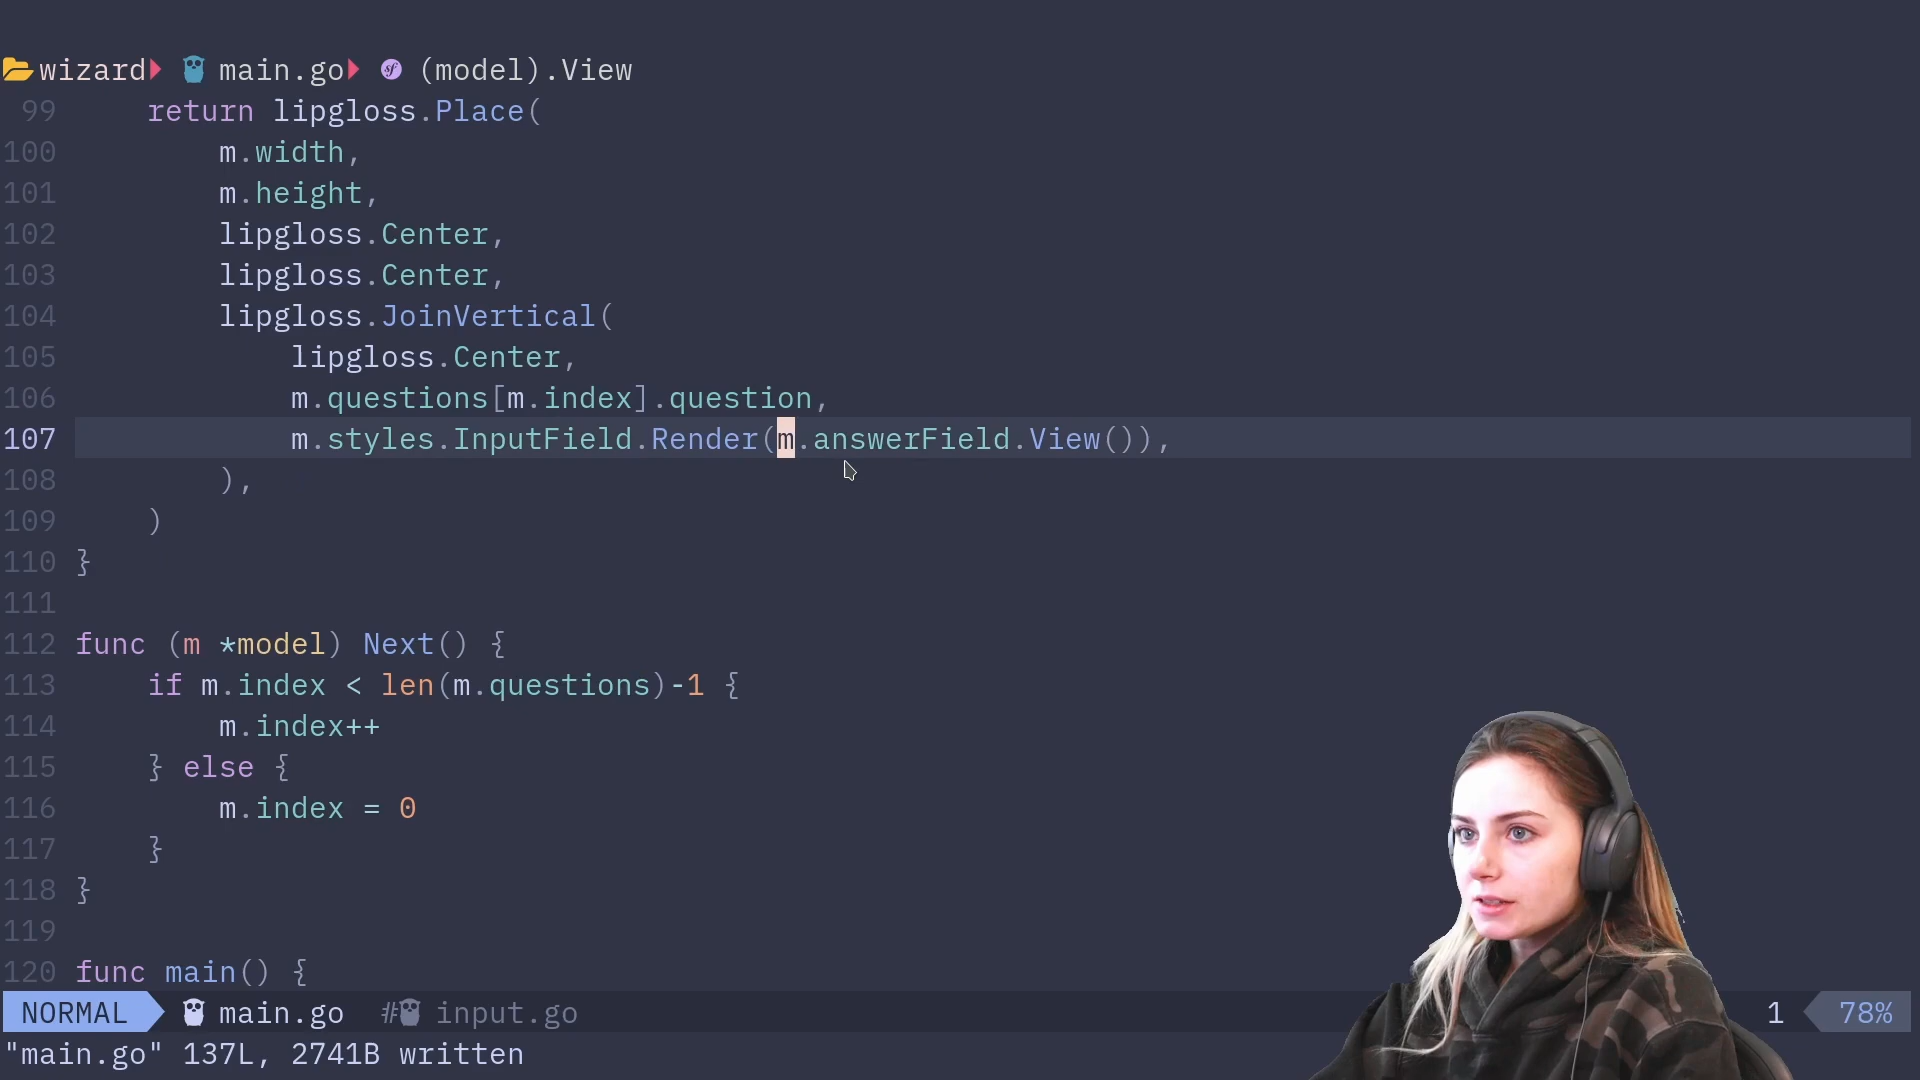 wizard main.go (model).View
99 return lipgloss.Place(
100 m.width,
101 m.height,
102 lipgloss.Center,
103 lipgloss.Center,
104 lipgloss.JoinVertical(
105 lipgloss.Center,
106 m.questions[m.index].question,
107 m.styles.InputField.Render(m.answerField.View()),
108 ),
109 )
110 }
111
112 func (m *model) Next() {
113 if m.index < len(m.questions)-1 {
114 m.index++
115 } else {
116 m.index = 0
117 }
118 }
119
120 func main() {
NORMAL main.go # input.go 1 78%
"main.go" 137L, 2741B written